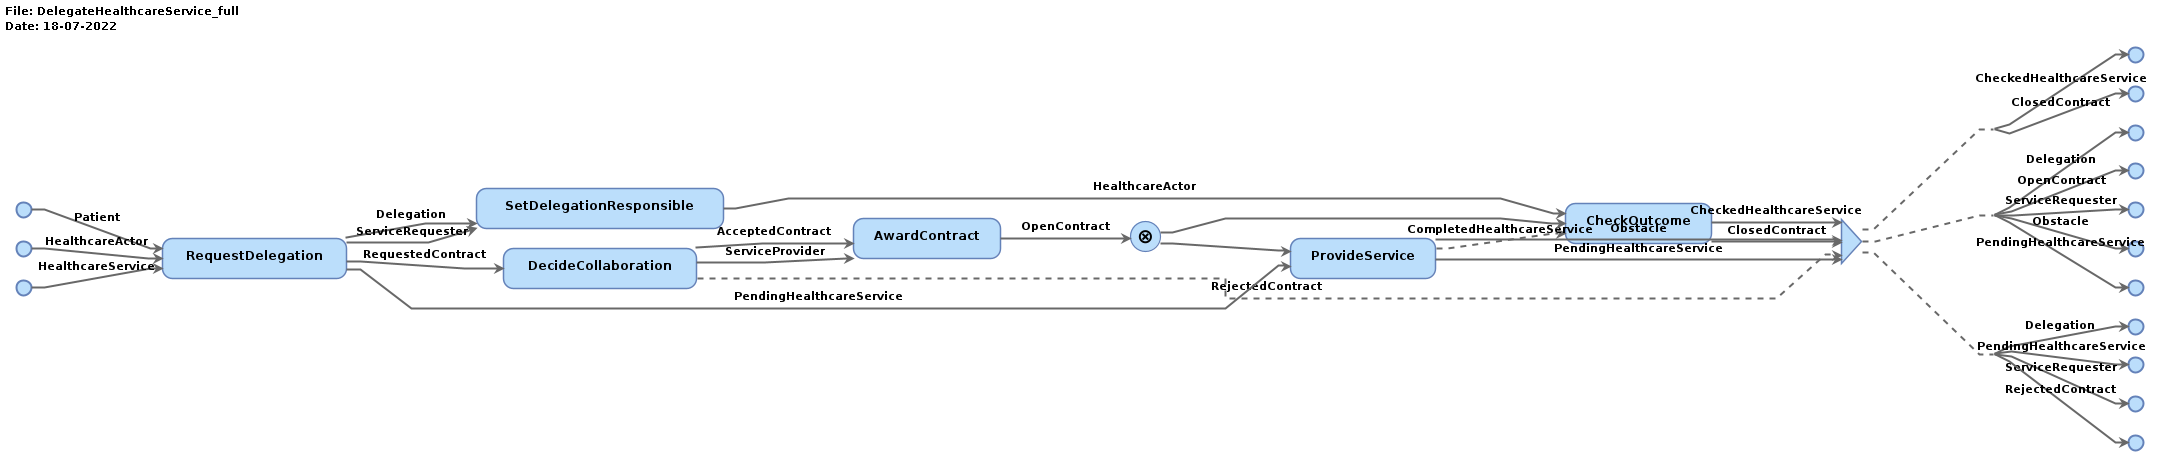 File: DelegateHealthcareService_full
Date: 18-07-2022
Patient
HealthcareActor
HealthcareService
RequestDelegation
Delegation
ServiceRequester
RequestedContract
PendingHealthcareService
SetDelegationResponsible
DecideCollaboration
AcceptedContract
ServiceProvider
AwardContract
OpenContract
⊗
HealthcareActor
RejectedContract
ProvideService
CompletedHealthcareService
Obstacle
PendingHealthcareService
CheckOutcome
CheckedHealthcareService
ClosedContract
CheckedHealthcareService
ClosedContract
Delegation
OpenContract
ServiceRequester
Obstacle
PendingHealthcareService
Delegation
PendingHealthcareService
ServiceRequester
RejectedContract